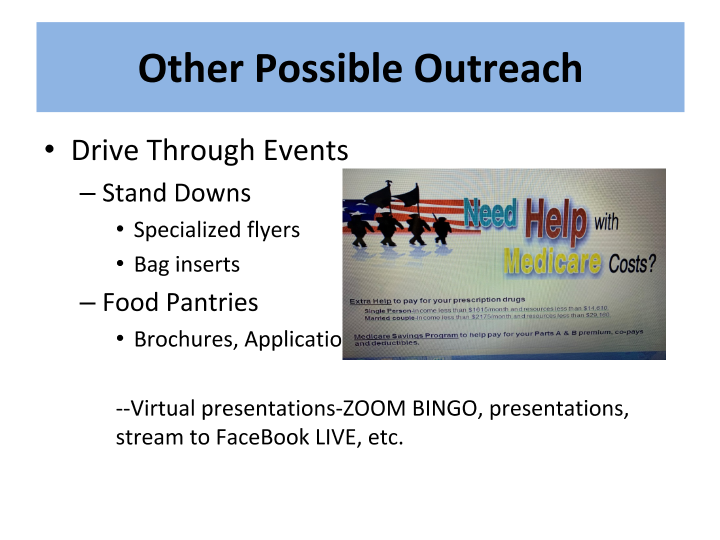 Other Possible Outreach
• Drive Through Events
– Stand Downs
• Specialized flyers
• Bag inserts
– Food Pantries
• Brochures, Applicatio
Need Help with
Medicare Costs?
Extra Help to pay for your prescription drugs
Single Person-income less than $1615/month and resources less than $14,610
Married couple-income less than $2175/month and resources less than
Medicare Savings Program to help pay for your Parts A & B premium, co-pays
and deductibles.
--Virtual presentations-ZOOM BINGO, presentations,
stream to FaceBook LIVE, etc.